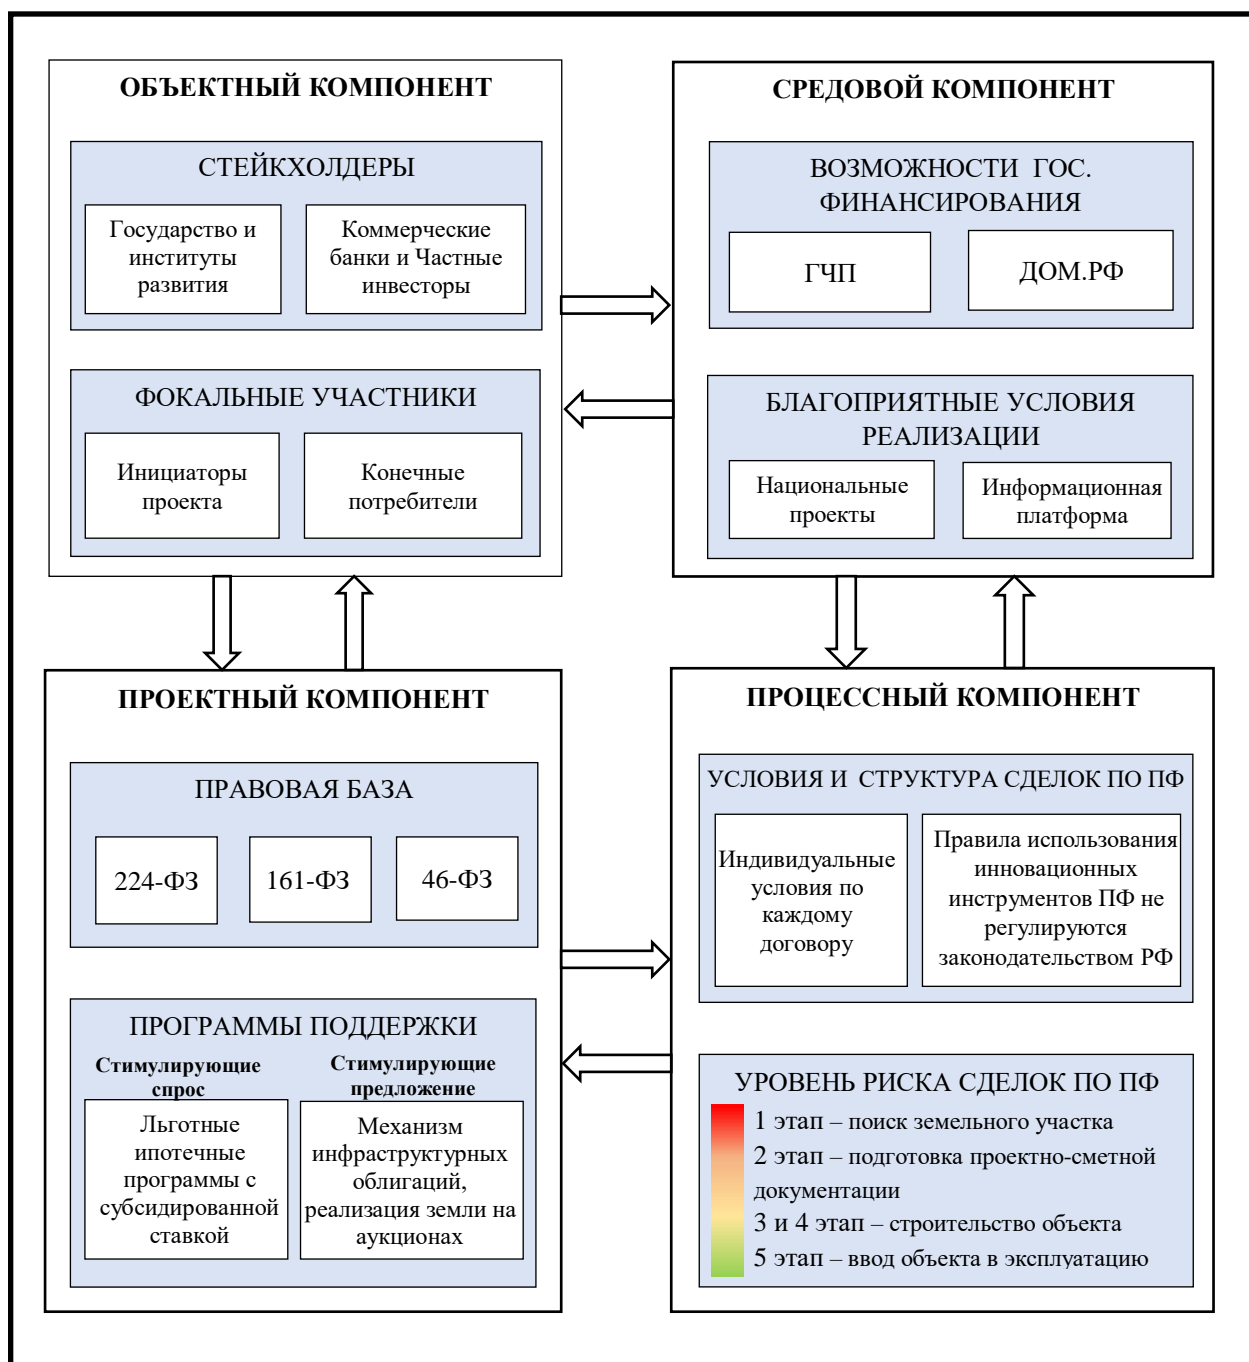 ОБЪЕКТНЫЙ КОМПОНЕНТ
СТЕЙКХОЛДЕРЫ
Государство и
институты
развития
Коммерческие
банки и Частные
инвесторы
ФОКАЛЬНЫЕ УЧАСТНИКИ
Инициаторы
проекта
Конечные
потребители
СРЕДОВОЙ КОМПОНЕНТ
ВОЗМОЖНОСТИ ГОС.
ФИНАНСИРОВАНИЯ
ГЧП
ДОМ.РФ
БЛАГОПРИЯТНЫЕ УСЛОВИЯ
РЕАЛИЗАЦИИ
Национальные
проекты
Информационная
платформа
ПРОЕКТНЫЙ КОМПОНЕНТ
ПРАВОВАЯ БАЗА
224-ФЗ
161-ФЗ
46-ФЗ
ПРОГРАММЫ ПОДДЕРЖКИ
Стимулирующие
спрос
Льготные
ипотечные
программы с
субсидированной
ставкой
Стимулирующие
предложение
Механизм
инфраструктурных
облигаций,
реализация земли на
аукционах
ПРОЦЕССНЫЙ КОМПОНЕНТ
УСЛОВИЯ И СТРУКТУРА СДЕЛОК ПО ПФ
Индивидуальные
условия по
каждому
договору
Правила использования
инновационных
инструментов ПФ не
регулируются
законодательством РФ
УРОВЕНЬ РИСКА СДЕЛОК ПО ПФ
1 этап – поиск земельного участка
2 этап – подготовка проектно-сметной
документации
3 и 4 этап – строительство объекта
5 этап – ввод объекта в эксплуатацию